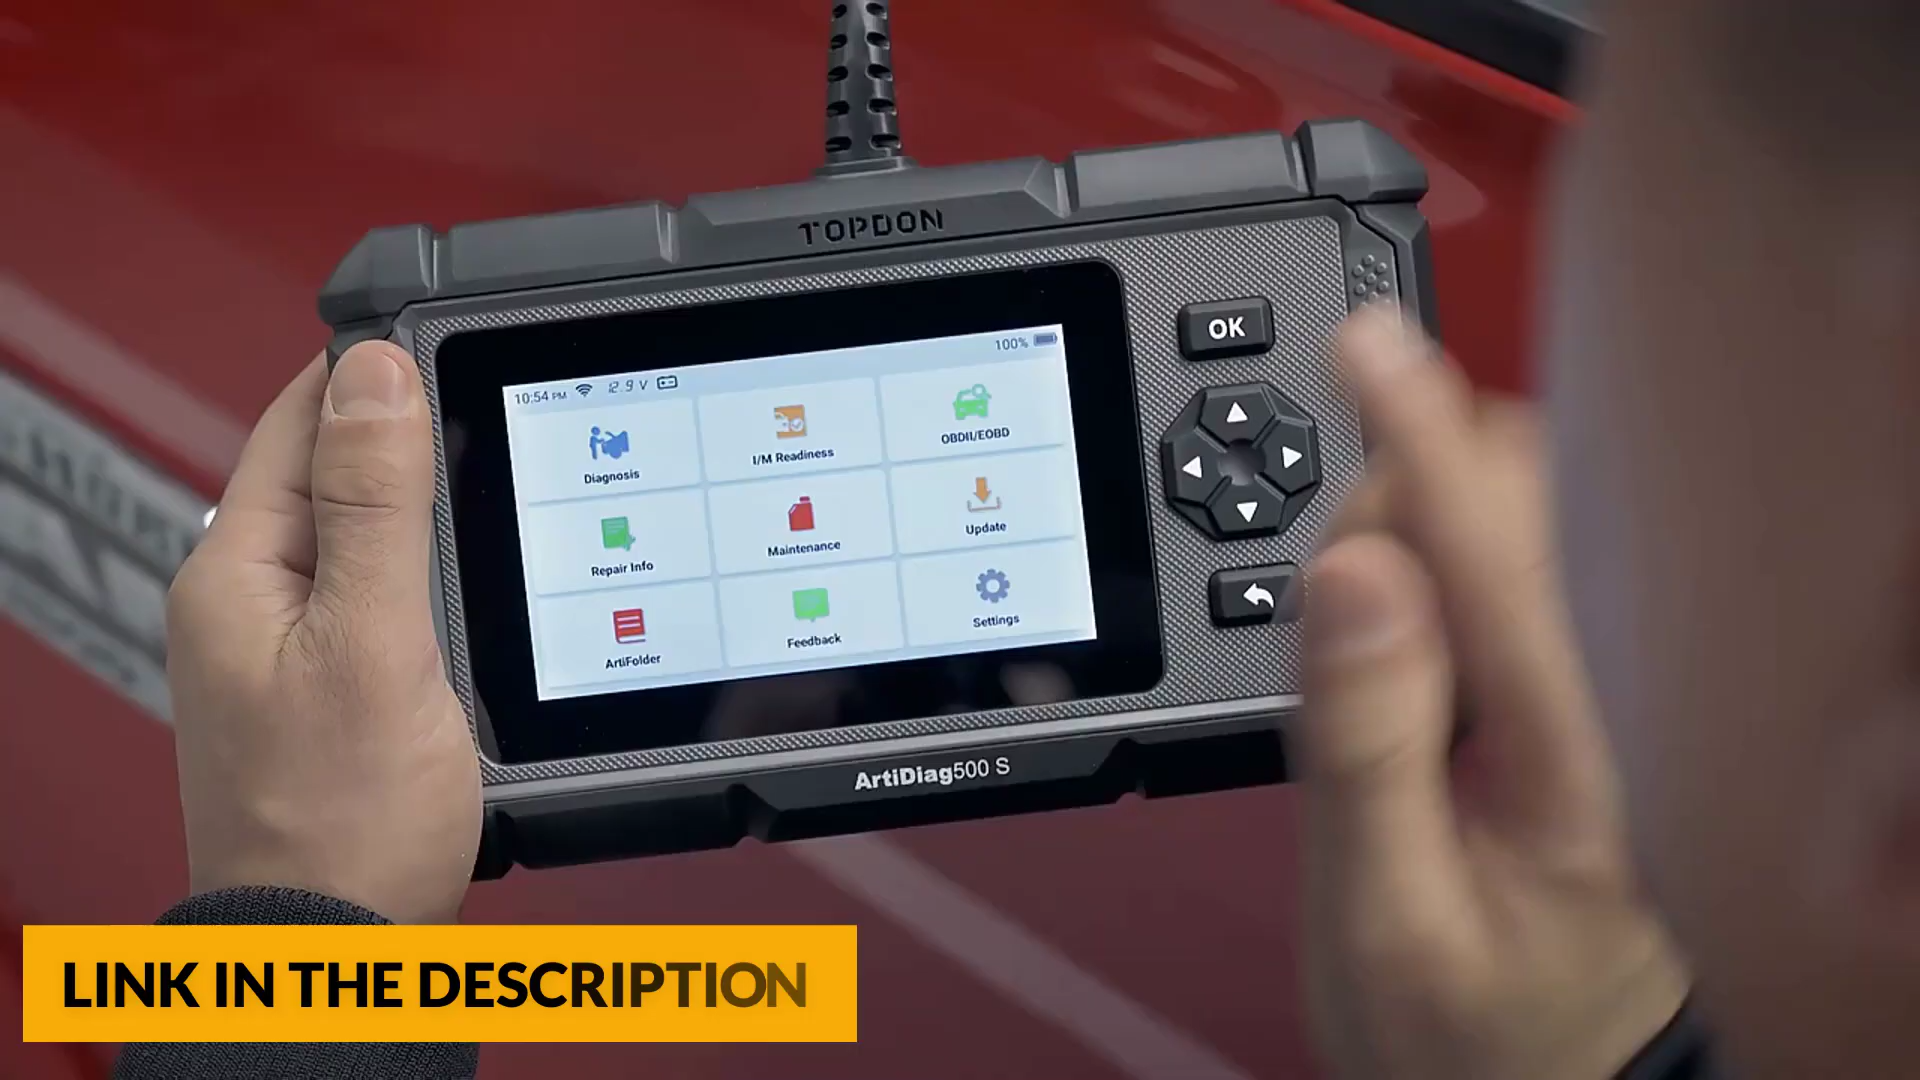 TOPDON
10:54 PM 12.9 V 100%
Diagnosis
I/M Readiness
OBDII/EOBD
Repair Info
Maintenance
Update
ArtiFolder
Feedback
Settings
OK
ArtiDiag500 S
LINK IN THE DESCRIPTION